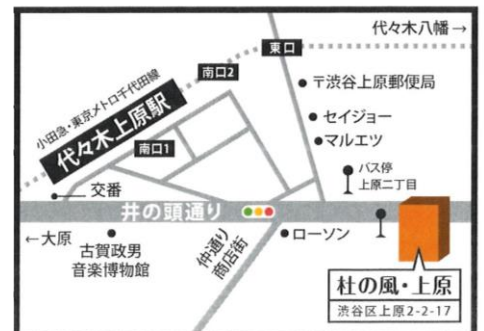 代々木八幡→
東口
南口2
〒渋谷上原郵便局
小田急・東京メトロ千代田線
代々木上原駅
セイジョー
マルエツ
南口1
バス停
上原二丁目
交番
井の頭通り
←大原
古賀政男
音楽博物館
仲通り
商店街
ローソン
杜の風・上原
渋谷区上原2-2-17